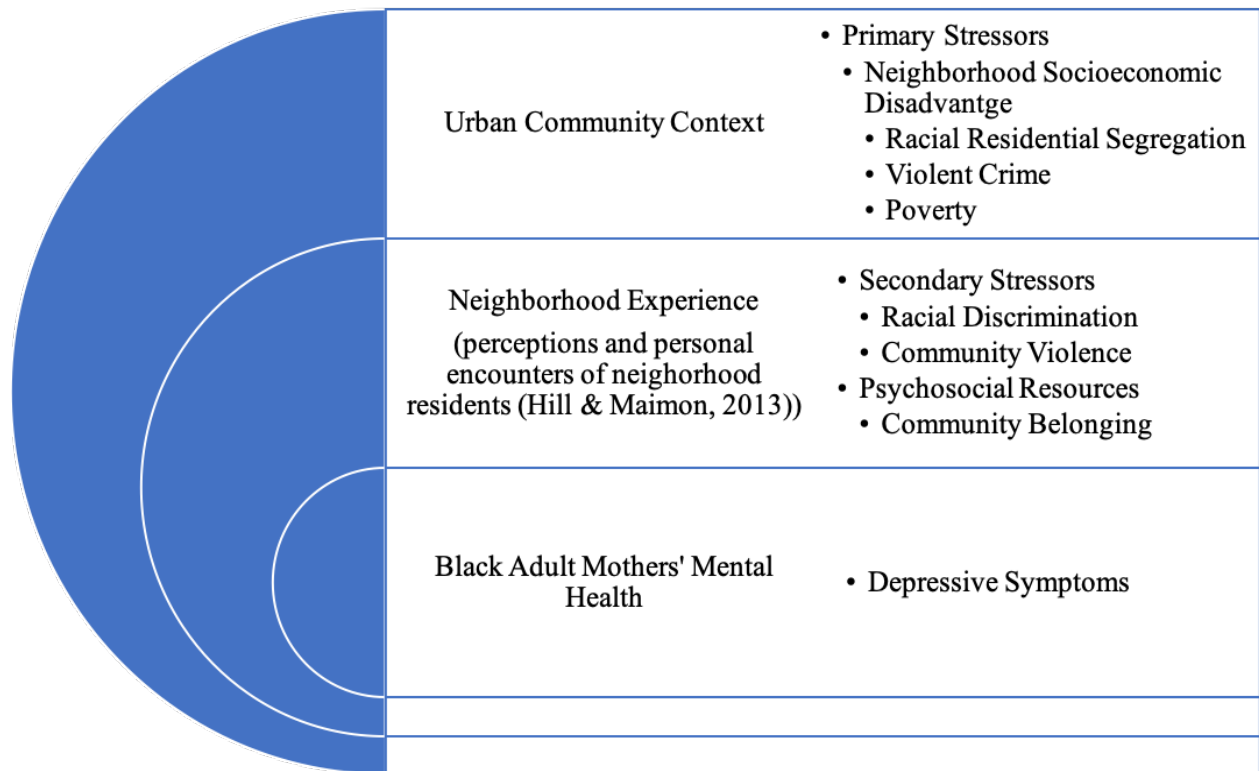 Urban Community Context
• Primary Stressors
• Neighborhood Socioeconomic
Disadvantge
• Racial Residential Segregation
• Violent Crime
• Poverty
Neighborhood Experience
(perceptions and personal
encounters of neighorhood
residents (Hill & Maimon, 2013))
• Secondary Stressors
• Racial Discrimination
• Community Violence
• Psychosocial Resources
• Community Belonging
Black Adult Mothers' Mental
Health
• Depressive Symptoms